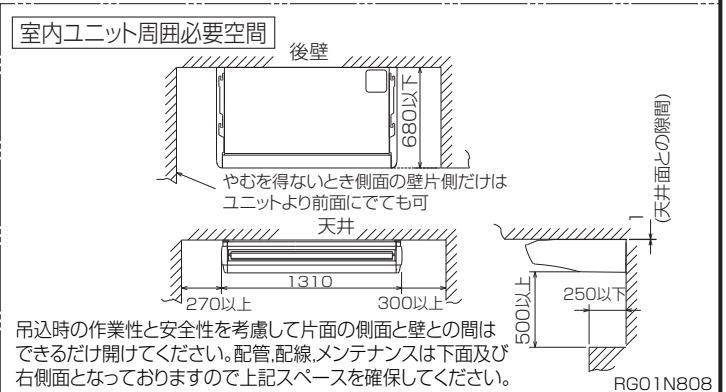 室内ユニット周囲必要空間
後壁
680以下
やむを得ないとき側面の壁片側だけは
ユニットより前面にでても可
天井
1310
270以上
300以上
1
(天井面との隙間)
500以上
250以下
吊込時の作業性と安全性を考慮して片面の側面と壁との間は
できるだけ開けてください。配管,配線,メンテナンスは下面及び
右側面となっておりますので上記スペースを確保してください。
RG01N808